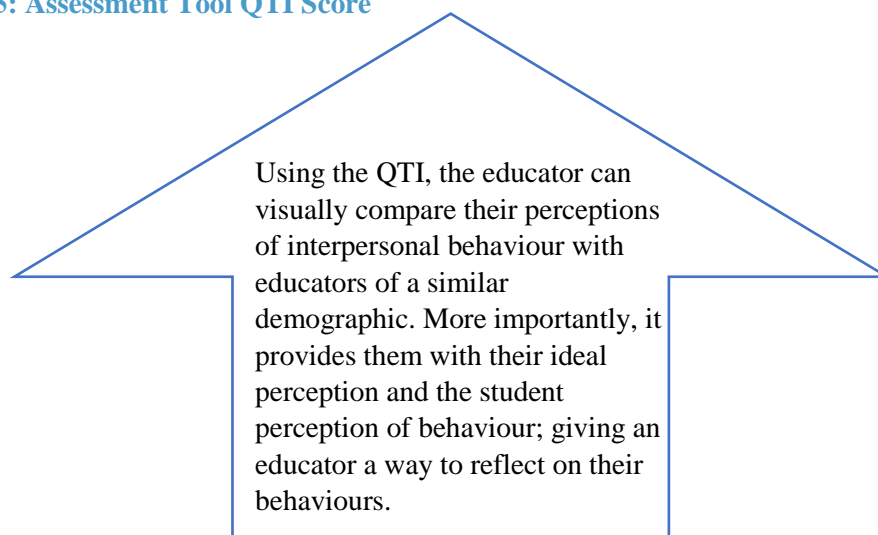 : Assessment Tool QTI Score
Using the QTI, the educator can
visually compare their perceptions
of interpersonal behaviour with
educators of a similar
demographic. More importantly, it
provides them with their ideal
perception and the student
perception of behaviour; giving an
educator a way to reflect on their
behaviours.